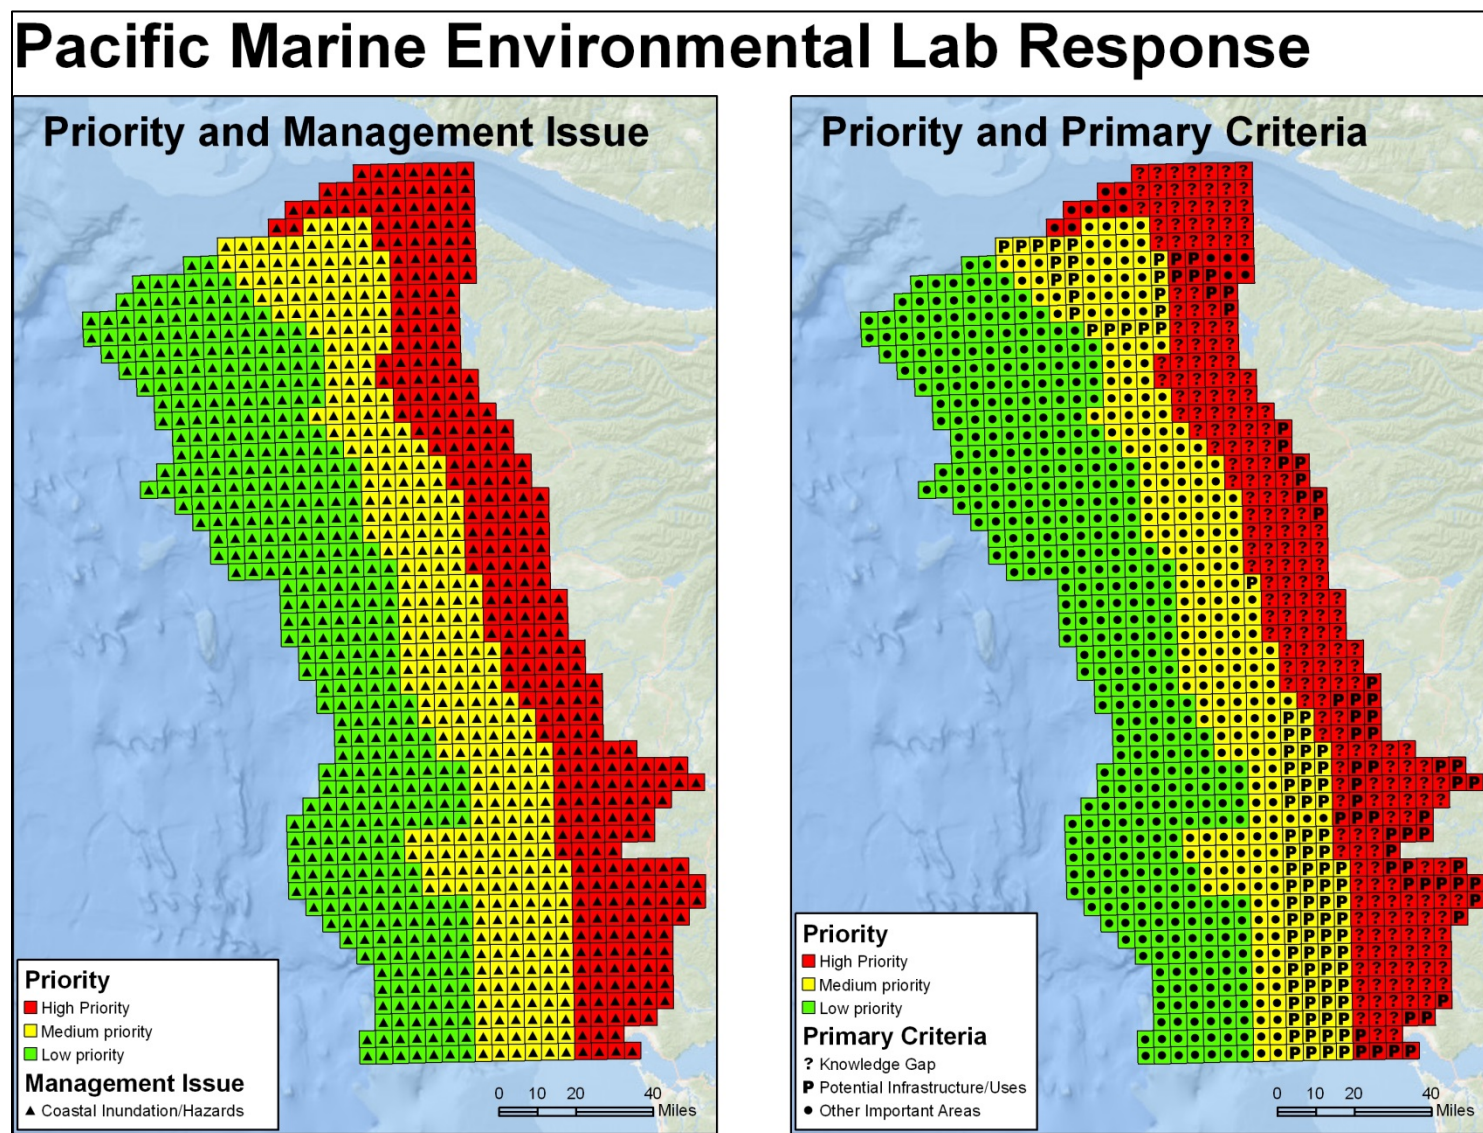 Pacific Marine Environmental Lab Response
Priority and Management Issue
Priority
High Priority
Medium priority
Low priority
Management Issue
Coastal Inundation/Hazards
0 10 20 40
Miles
Priority and Primary Criteria
Priority
High Priority
Medium priority
Low priority
Primary Criteria
? Knowledge Gap
P Potential Infrastructure/Uses
Other Important Areas
0 10 20 40
Miles